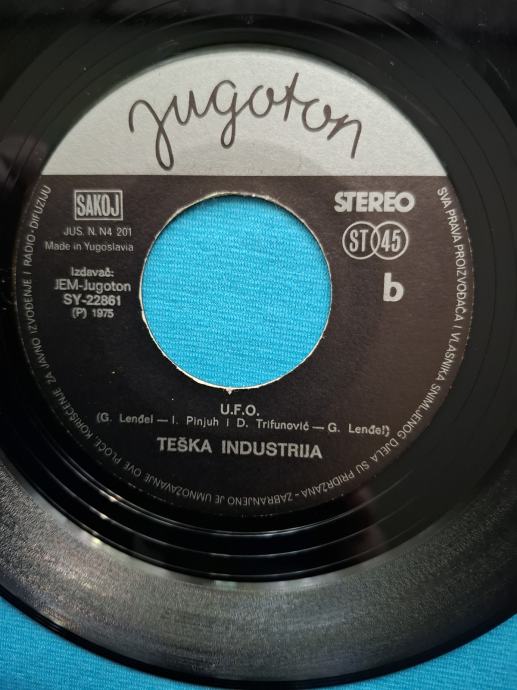 Jugoton
SAKOJ
JUS. N. N4 201
Made in Yugoslavia
Izdavač:
JEM-Jugoton
SY-22861
(P) 1975
STEREO
ST 45
b
U.F.O.
(G. Lenđel — I. Pinjuh i D. Trifunović — G. Lenđel)
TEŠKA INDUSTRIJA
SVA PRAVA PROIZVOĐAČA I VLASNIKA SNIMLJENOG DJELA SU PRIDRŽANA - ZABRANJENO JE UMNOŽAVANJE OVE PLOČE, KORIŠĆENJE ZA JAVNO IZVOĐENJE I RADIO-DIFUZIJU